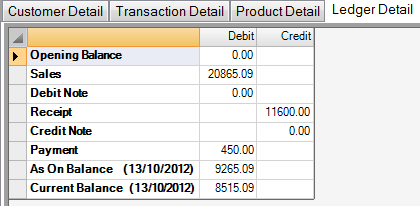 Customer Detail Transaction Detail Product Detail Ledger Detail
Debit Credit
Opening Balance 0.00
Sales 20865.09
Debit Note 0.00
Receipt 11600.00
Credit Note 0.00
Payment 450.00
As On Balance (13/10/2012) 9265.09
Current Balance (13/10/2012) 8515.09